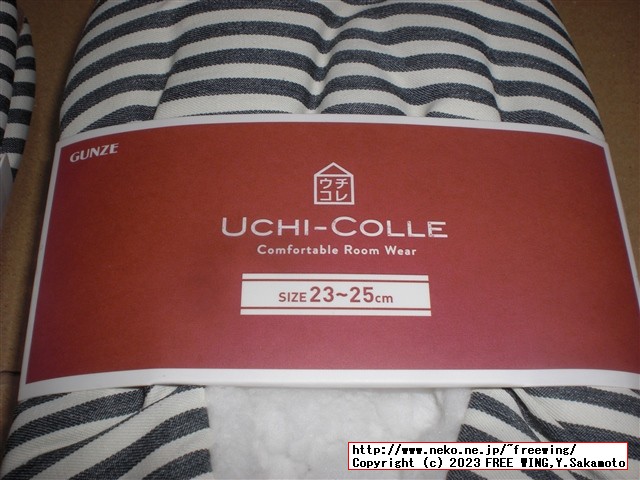 GUNZE
ウチ
コレ
UCHI-COLLE
Comfortable Room Wear
SIZE 23~25cm
http://www.neko.ne.jp/~freewing/
Copyright (c) 2023 FREE WING,Y.Sakamoto